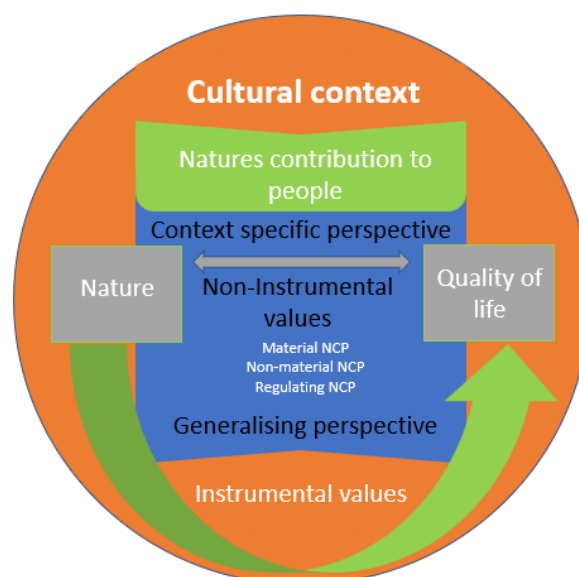 Cultural context
Natures contribution to
people
Context specific perspective
Nature
Quality of
life
Non-Instrumental
values
Material NCP
Non-material NCP
Regulating NCP
Generalising perspective
Instrumental values